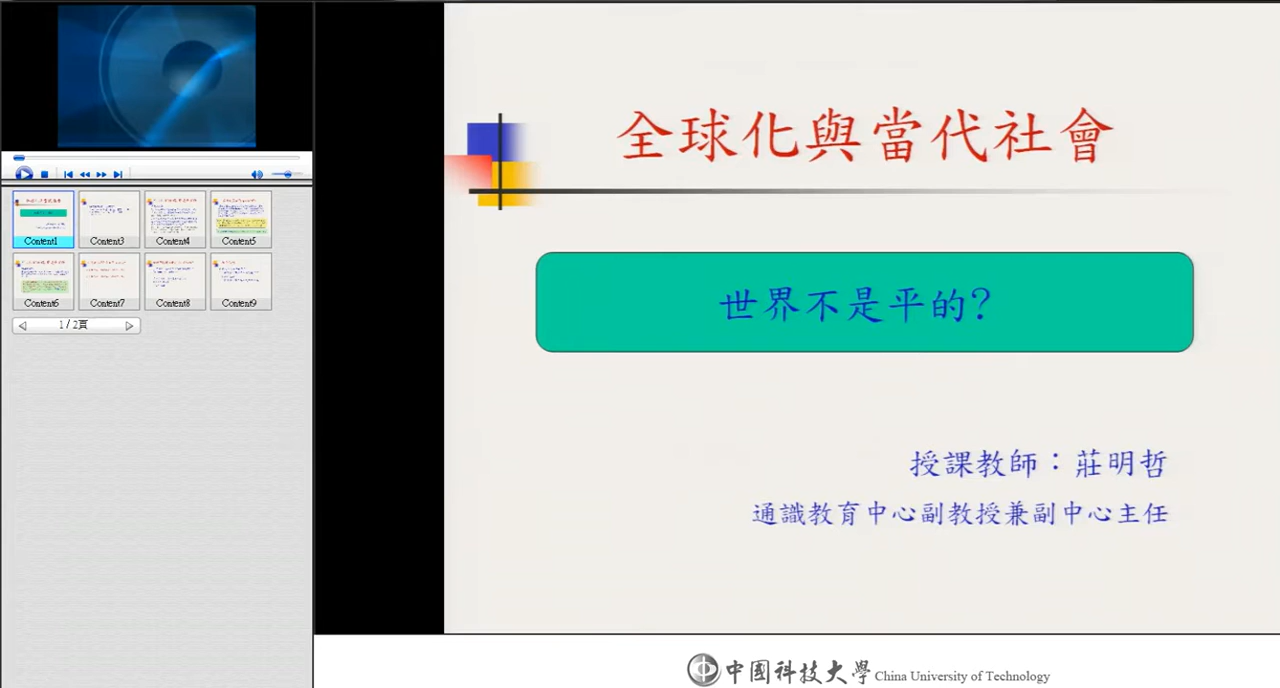 全球化與當代社會
世界不是平的?
授課教師：莊明哲
通識教育中心副教授兼副中心主任
Content1
Content3
Content4
Content5
Content6
Content7
Content8
Content9
1 / 2頁
中國科技大學 China University of Technology